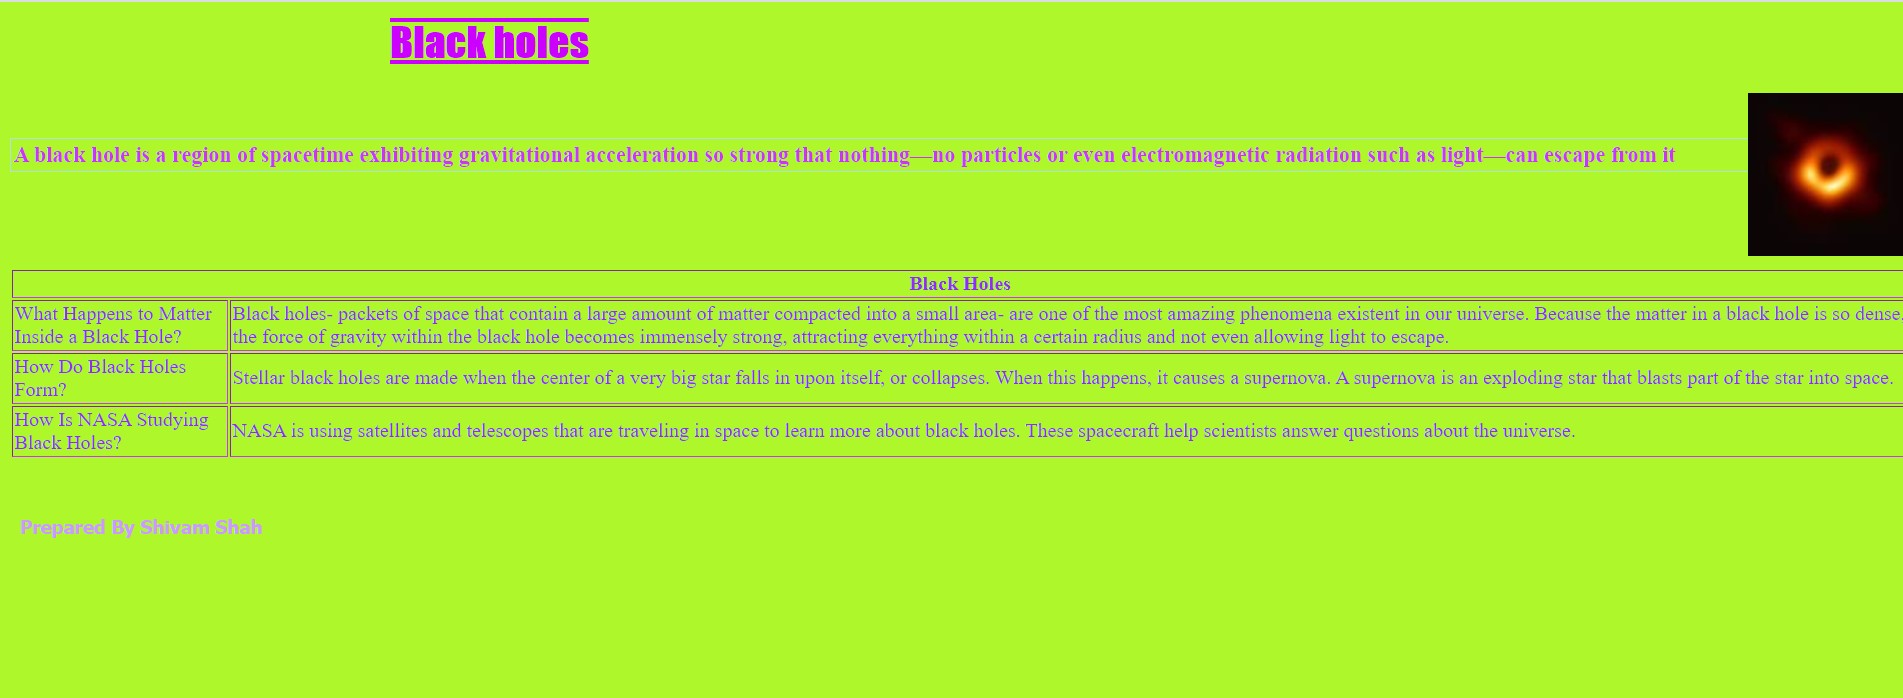 Black holes
A black hole is a region of spacetime exhibiting gravitational acceleration so strong that nothing—no particles or even electromagnetic radiation such as light—can escape from it
Black Holes
What Happens to Matter
Inside a Black Hole?
Black holes- packets of space that contain a large amount of matter compacted into a small area- are one of the most amazing phenomena existent in our universe. Because the matter in a black hole is so dense.
the force of gravity within the black hole becomes immensely strong, attracting everything within a certain radius and not even allowing light to escape.
How Do Black Holes
Form?
Stellar black holes are made when the center of a very big star falls in upon itself, or collapses. When this happens, it causes a supernova. A supernova is an exploding star that blasts part of the star into space.
How Is NASA Studying
Black Holes?
NASA is using satellites and telescopes that are traveling in space to learn more about black holes. These spacecraft help scientists answer questions about the universe.
Prepared By Shivam Shah